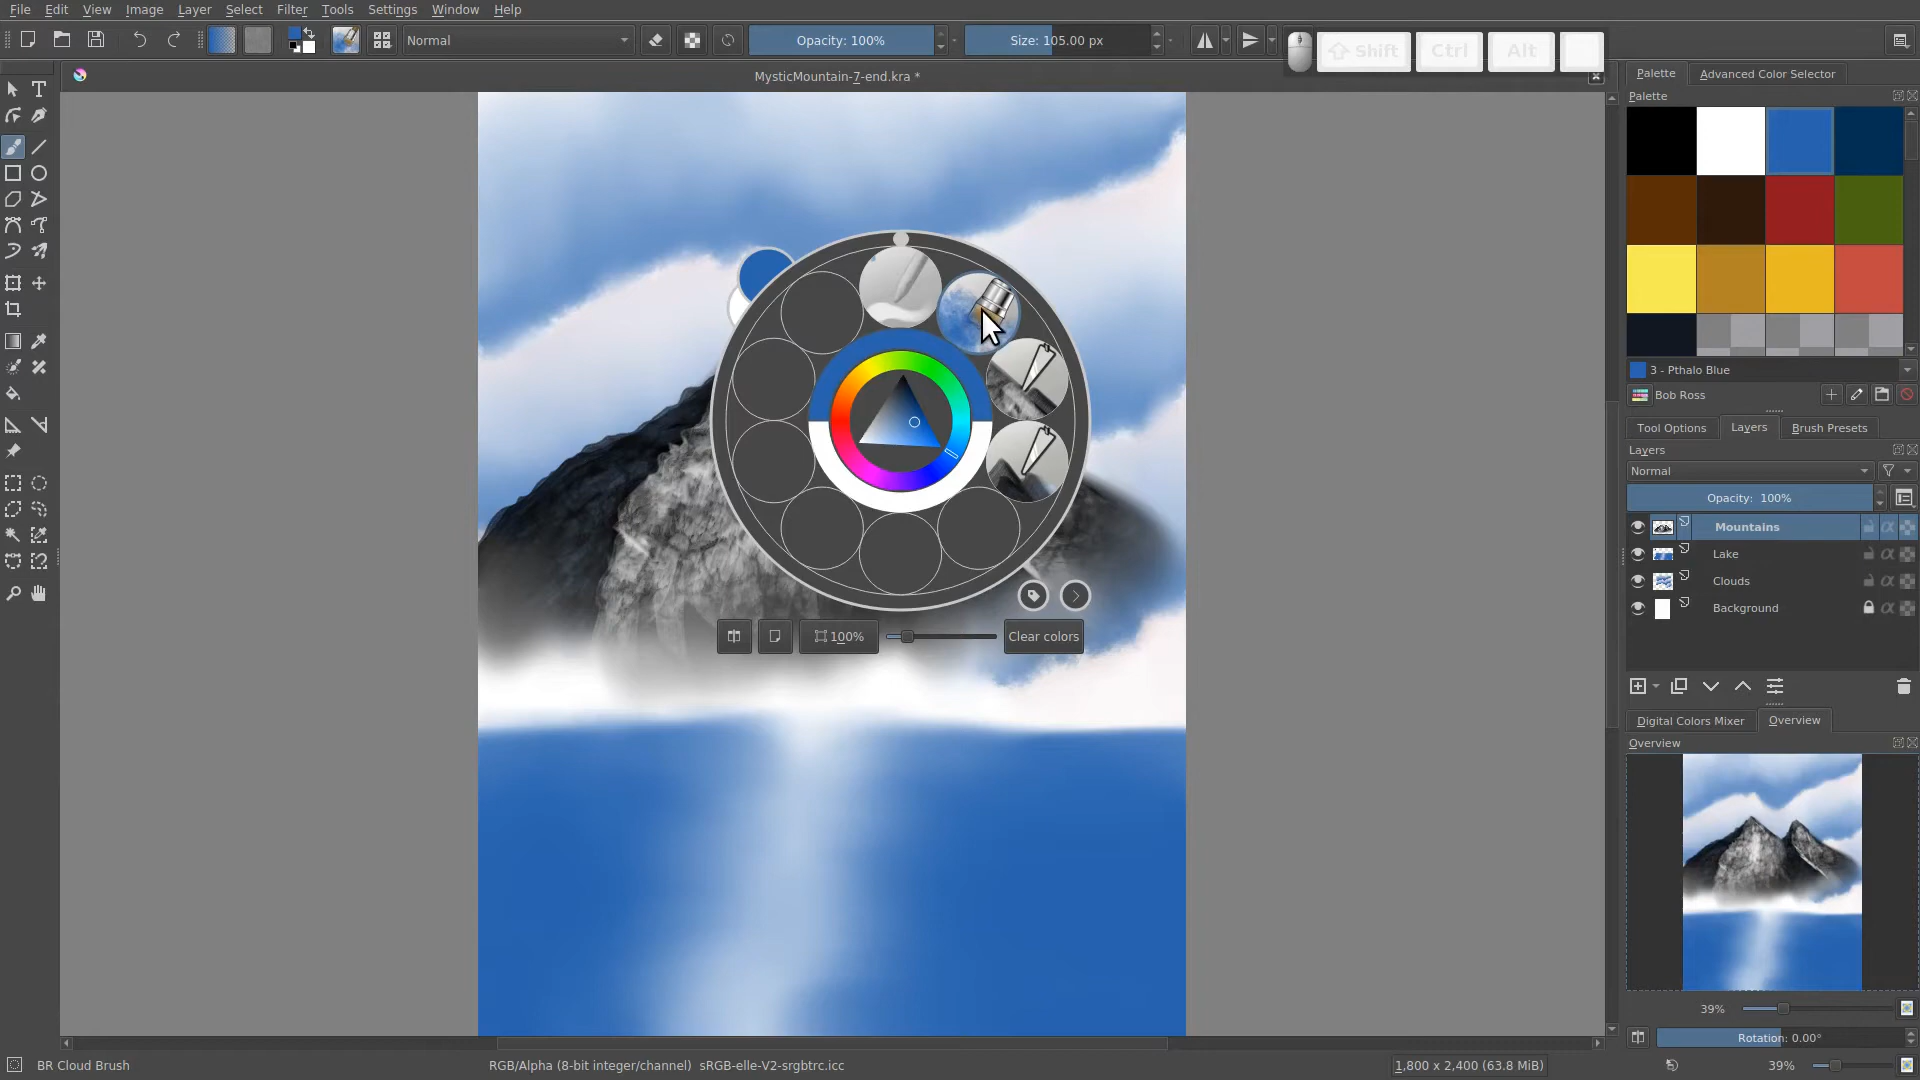 File Edit View Image Layer Select Filter Tools Settings Window Help
Normal Opacity: 100% Size: 105.00 px Shift Ctrl Alt
MysticMountain-7-end.kra *
Palette Advanced Color Selector
Palette
3 - Pthalo Blue
Bob Ross
Tool Options Layers Brush Presets
Layers
Normal
Opacity: 100%
Mountains
Lake
Clouds
Background
100% Clear colors
Digital Colors Mixer Overview
Overview
39%
Rotation: 0.00°
BR Cloud Brush RGB/Alpha (8-bit integer/channel) sRGB-elle-V2-srgbtrc.icc 1,800 x 2,400 (63.8 MiB) 39%